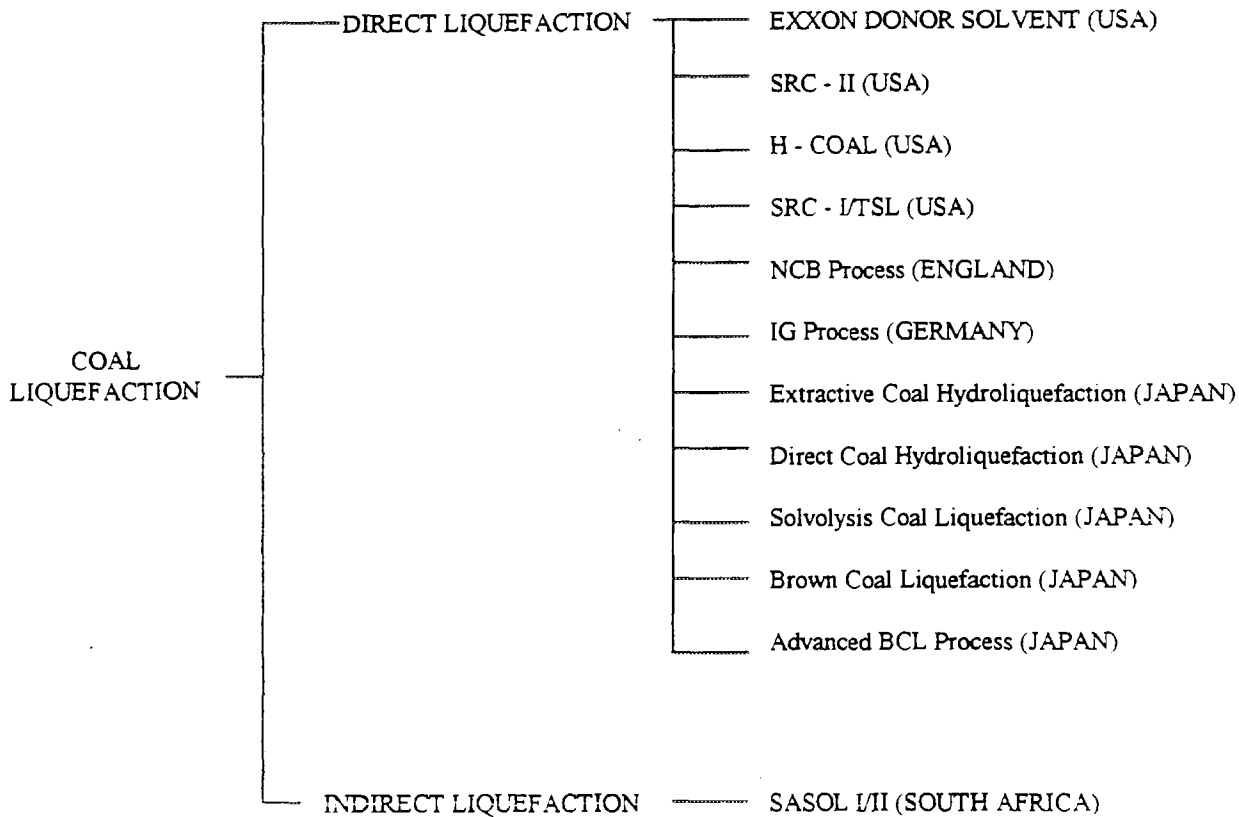 DIRECT LIQUEFACTION
EXXON DONOR SOLVENT (USA)
SRC - II (USA)
H - COAL (USA)
SRC - I/TSL (USA)
NCB Process (ENGLAND)
IG Process (GERMANY)
COAL
LIQUEFACTION
Extractive Coal Hydroliquefaction (JAPAN)
Direct Coal Hydroliquefaction (JAPAN)
Solvolysis Coal Liquefaction (JAPAN)
Brown Coal Liquefaction (JAPAN)
Advanced BCL Process (JAPAN)
INDIRECT LIQUEFACTION
SASOL I/II (SOUTH AFRICA)